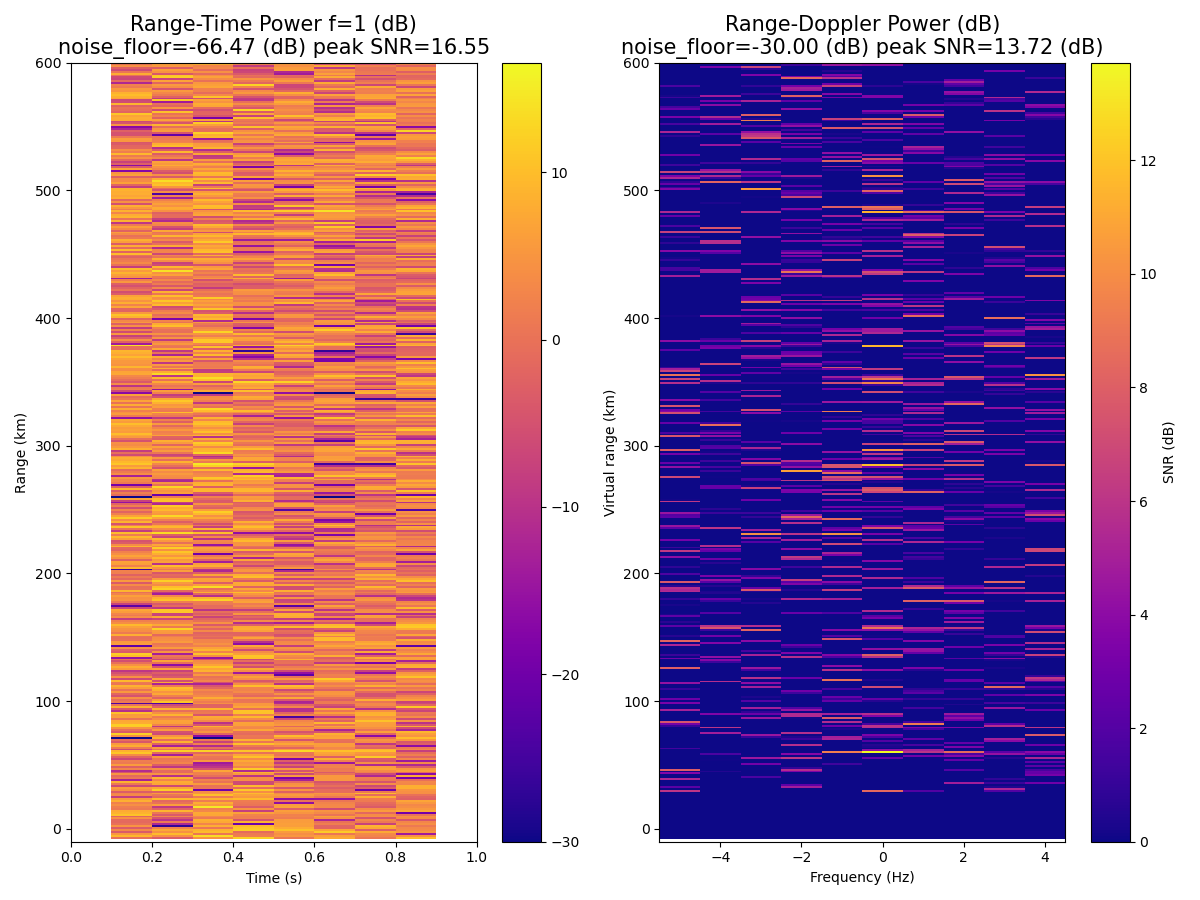 Range-Time Power f=1 (dB)
noise_floor=-66.47 (dB) peak SNR=16.55
600
500
400
300
200
100
0
Range (km)
0.0 0.2 0.4 0.6 0.8 1.0
Time (s)
10
0
−10
−20
−30
Range-Doppler Power (dB)
noise_floor=-30.00 (dB) peak SNR=13.72 (dB)
600
500
400
300
200
100
0
Virtual range (km)
−4 −2 0 2 4
Frequency (Hz)
12
10
8
6
4
2
0
SNR (dB)